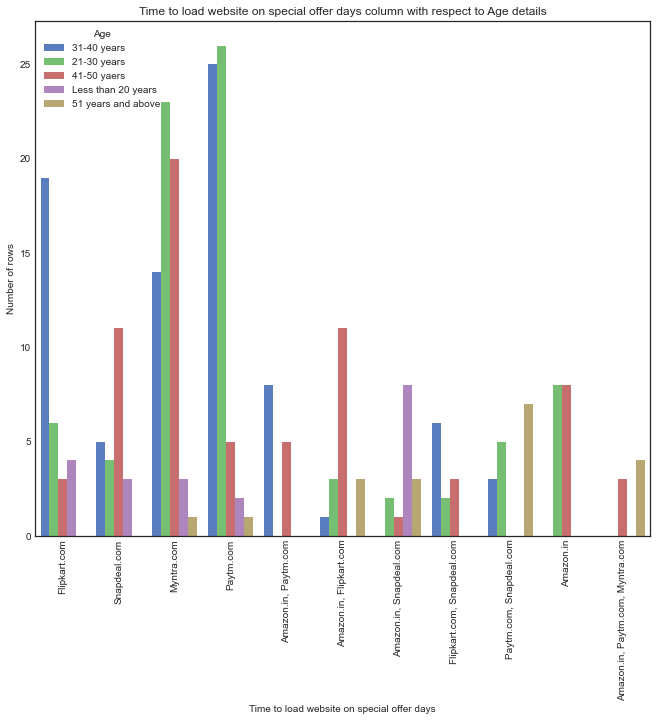 Time to load website on special offer days column with respect to Age details
Age
31-40 years
21-30 years
41-50 yaers
Less than 20 years
51 years and above
Number of rows
25
20
15
10
5
0
Flipkart.com
Snapdeal.com
Myntra.com
Paytm.com
Amazon.in, Paytm.com
Amazon.in, Flipkart.com
Amazon.in, Snapdeal.com
Flipkart.com, Snapdeal.com
Paytm.com, Snapdeal.com
Amazon.in
Amazon.in, Paytm.com, Myntra.com
Time to load website on special offer days